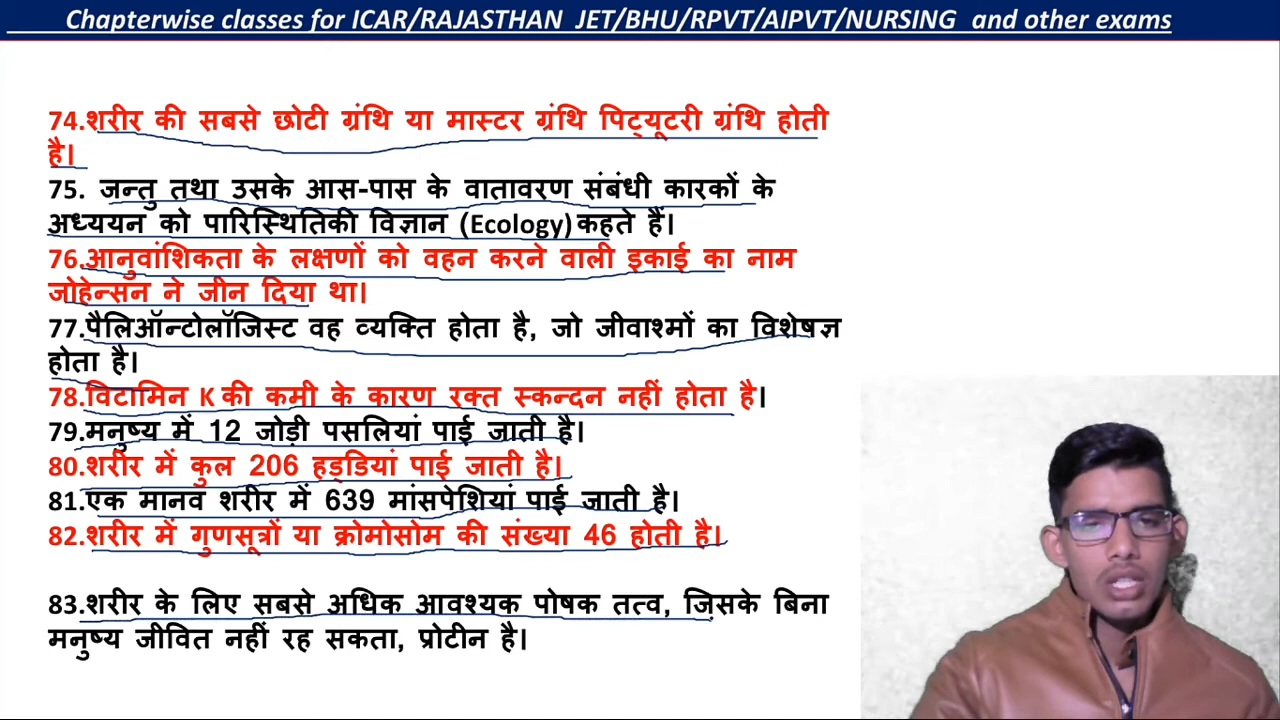 Chapterwise classes for ICAR/RAJASTHAN JET/BHU/RPVT/AIPVT/NURSING and other exams
74.शरीर की सबसे छोटी ग्रंथि या मास्टर ग्रंथि पिट्यूटरी ग्रंथि होती
है।
75. जन्तु तथा उसके आस-पास के वातावरण संबंधी कारकों के
अध्ययन को पारिस्थितिकी विज्ञान (Ecology)कहते हैं।
76.आनुवांशिकता के लक्षणों को वहन करने वाली इकाई का नाम
जोहेन्सन ने जीन दिया था।
77.पैलिऑन्टोलॉजिस्ट वह व्यक्ति होता है, जो जीवाश्मों का विशेषज्ञ
होता है।
78.विटामिन K की कमी के कारण रक्त स्कन्दन नहीं होता है।
79.मनुष्य में 12 जोड़ी पसलियां पाई जाती है।
80.शरीर में कुल 206 हड्डियां पाई जाती है।
81.एक मानव शरीर में 639 मांसपेशियां पाई जाती है।
82.शरीर में गुणसूत्रों या क्रोमोसोम की संख्या 46 होती है।
83.शरीर के लिए सबसे अधिक आवश्यक पोषक तत्व, जिसके बिना
मनुष्य जीवित नहीं रह सकता, प्रोटीन है।